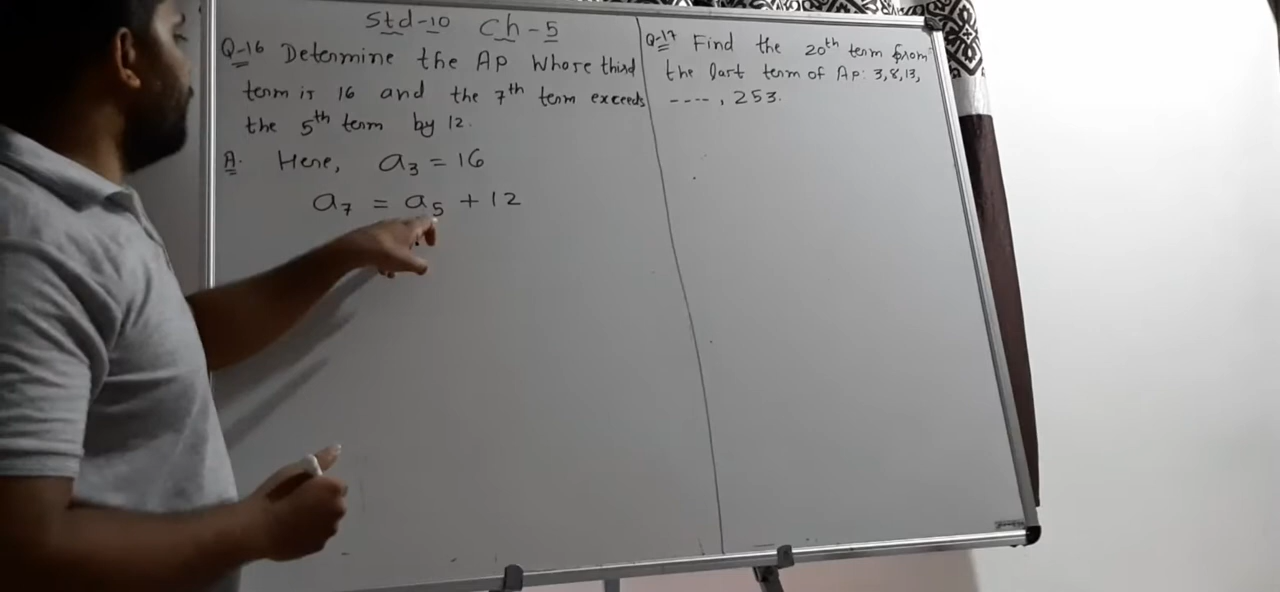 Std-10 Ch-5
Q-16 Determine the AP whose third
term is 16 and the 7th term exceeds
the 5th term by 12.
A. Here, a3 = 16
a7 = a5 + 12
Q-17 Find the 20th term from
the last term of AP: 3,8,13,
----, 253.